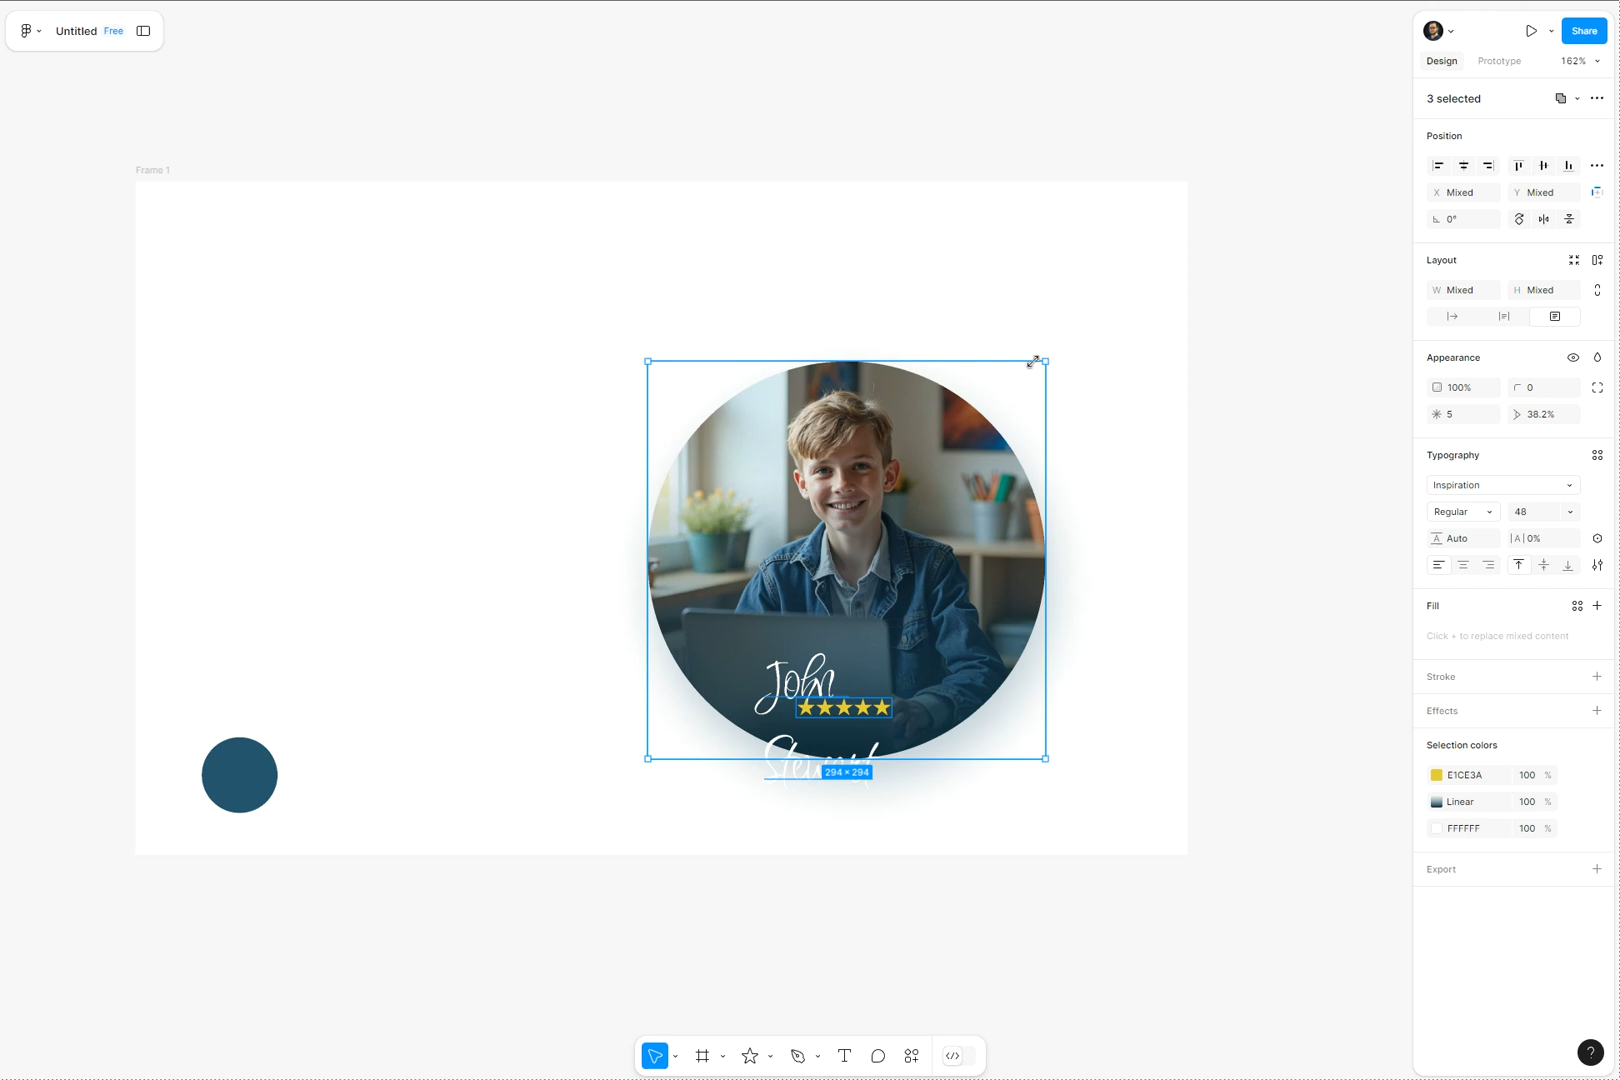 Untitled Free
Share
Design Prototype 162%
3 selected
Position
X Mixed Y Mixed
0°
Layout
W Mixed H Mixed
Appearance
100% 0
5 38.2%
Typography
Inspiration
Regular 48
Auto |A| 0%
Fill
Click + to replace mixed content
Stroke
Effects
Selection colors
E1CE3A 100 %
Linear 100 %
FFFFFF 100 %
Export
Frame 1
John
Stewart
294 × 294
?